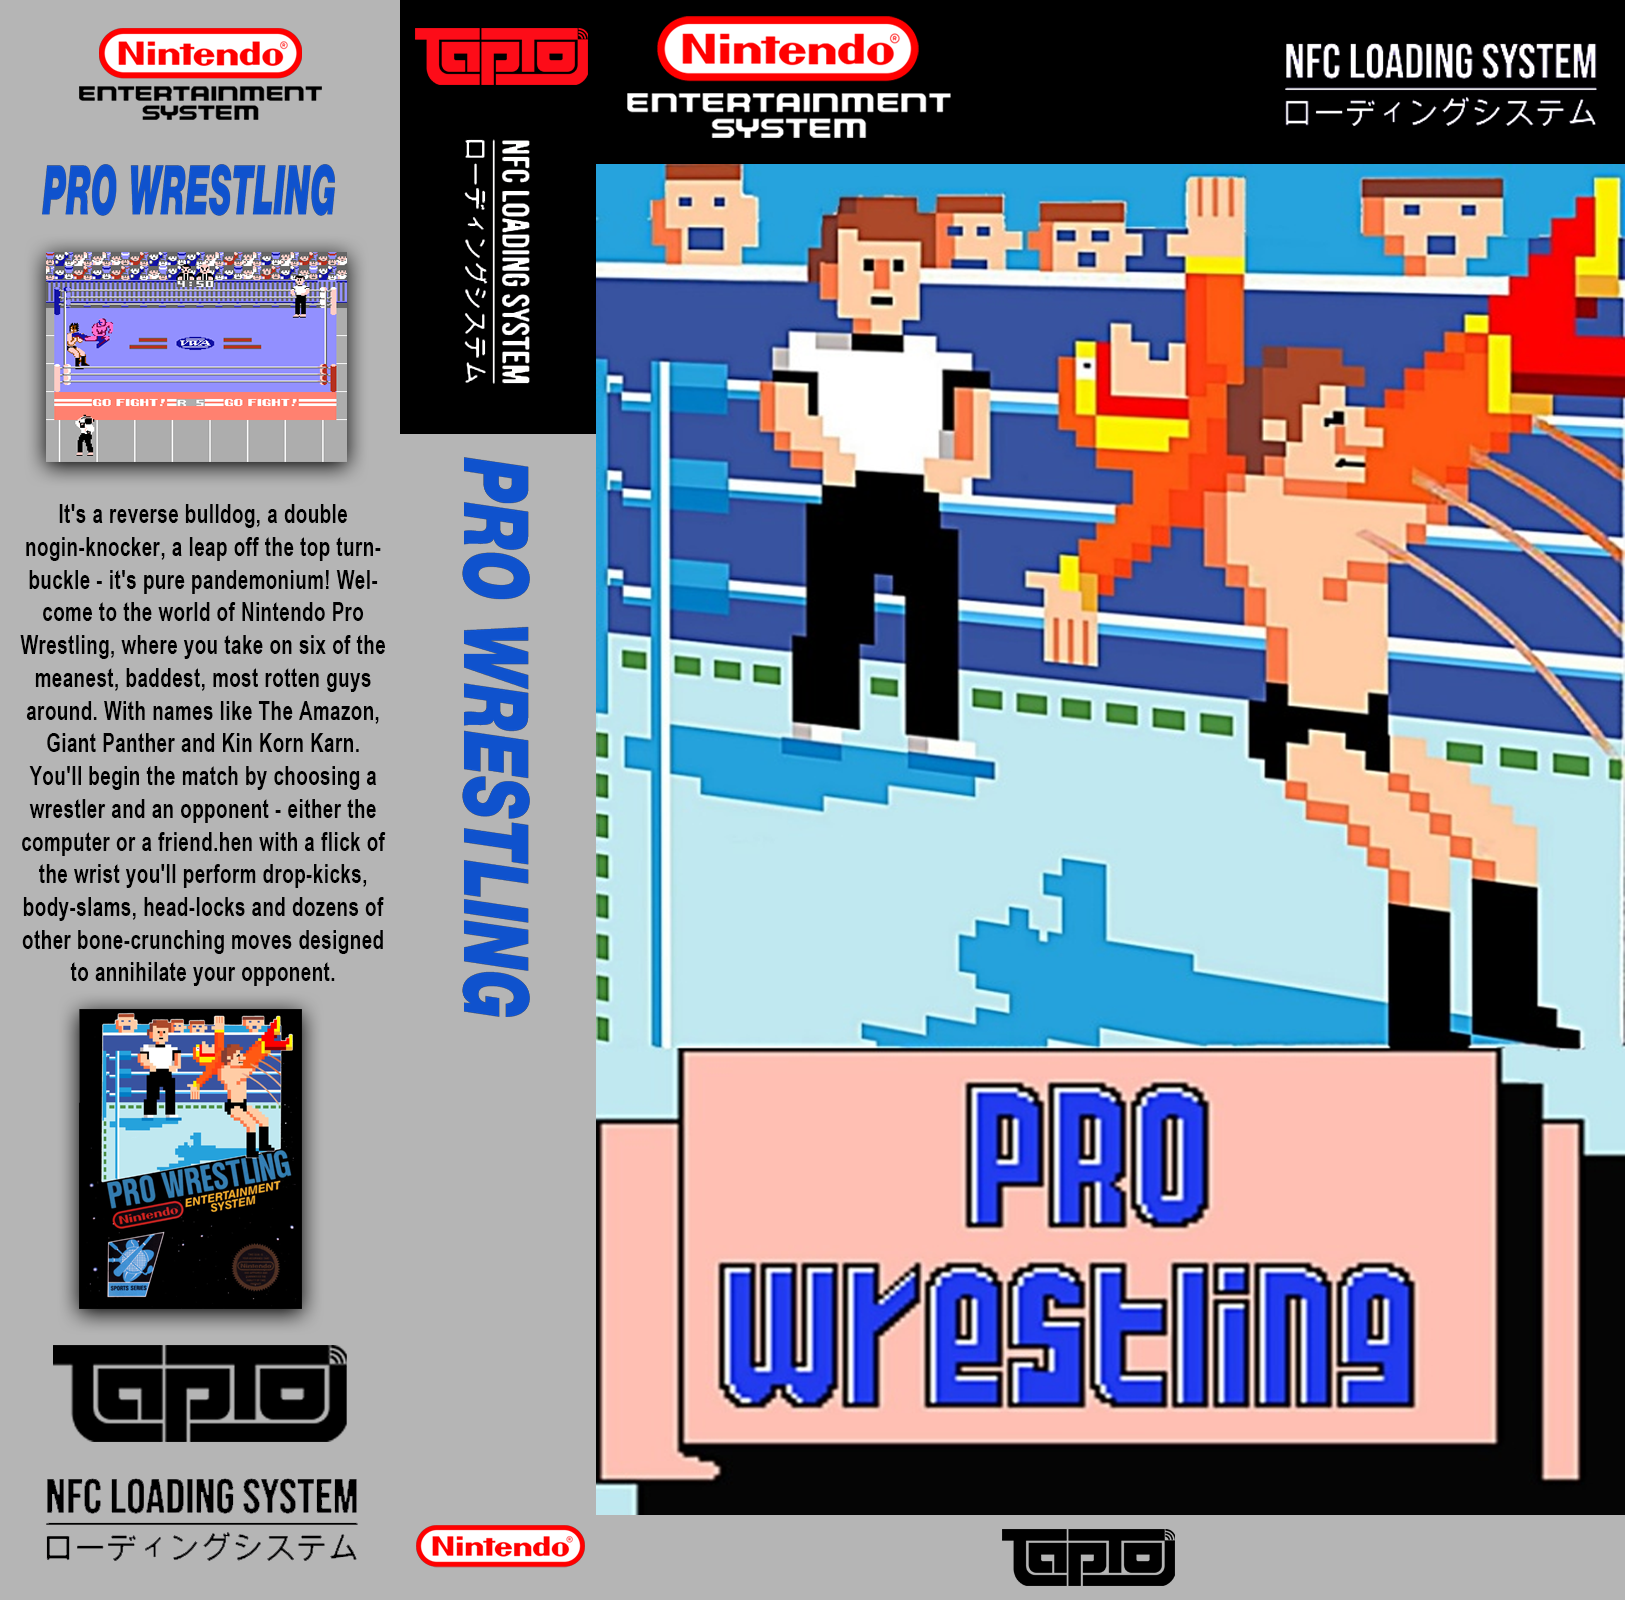 Nintendo®
ENTERTAINMENT
SYSTEM
PRO WRESTLING
VWA
GO FIGHT!
GO FIGHT!
It's a reverse bulldog, a double
nogin-knocker, a leap off the top turn-
buckle - it's pure pandemonium! Wel-
come to the world of Nintendo Pro
Wrestling, where you take on six of the
meanest, baddest, most rotten guys
around. With names like The Amazon,
Giant Panther and Kin Korn Karn.
You'll begin the match by choosing a
wrestler and an opponent - either the
computer or a friend.hen with a flick of
the wrist you'll perform drop-kicks,
body-slams, head-locks and dozens of
other bone-crunching moves designed
to annihilate your opponent.
PRO WRESTLING
Nintendo
ENTERTAINMENT
SYSTEM
SPORTS SERIES
TapTo
NFC LOADING SYSTEM
ローディングシステム
TapTo
NFC LOADING SYSTEM
ローディングシステム
PRO WRESTLING
Nintendo®
Nintendo®
ENTERTAINMENT
SYSTEM
NFC LOADING SYSTEM
ローディングシステム
PRO
wrestling
TapTo